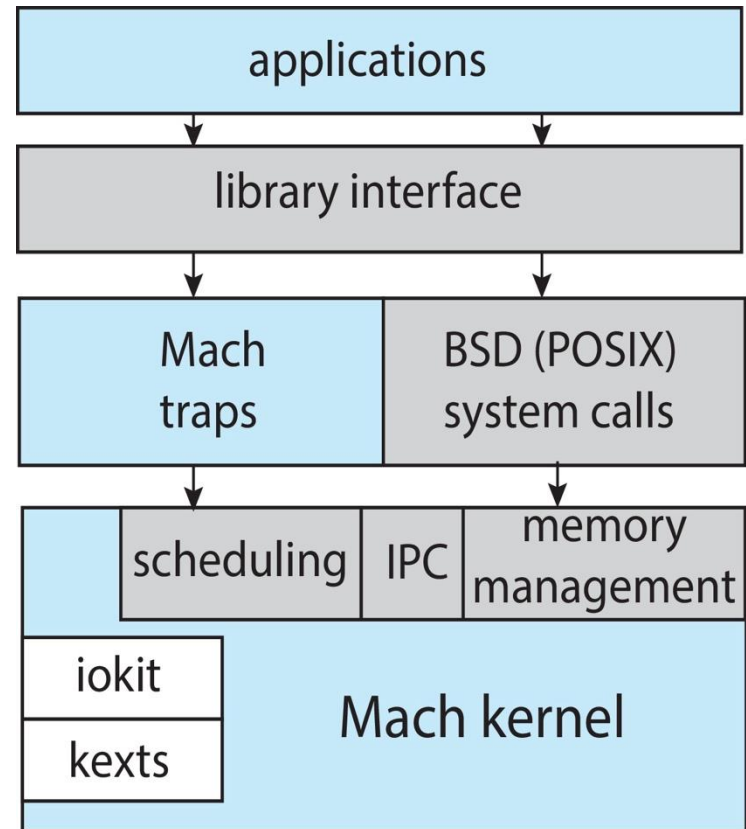 applications
library interface
Mach
traps
BSD (POSIX)
system calls
scheduling
IPC
memory
management
iokit
kexts
Mach kernel